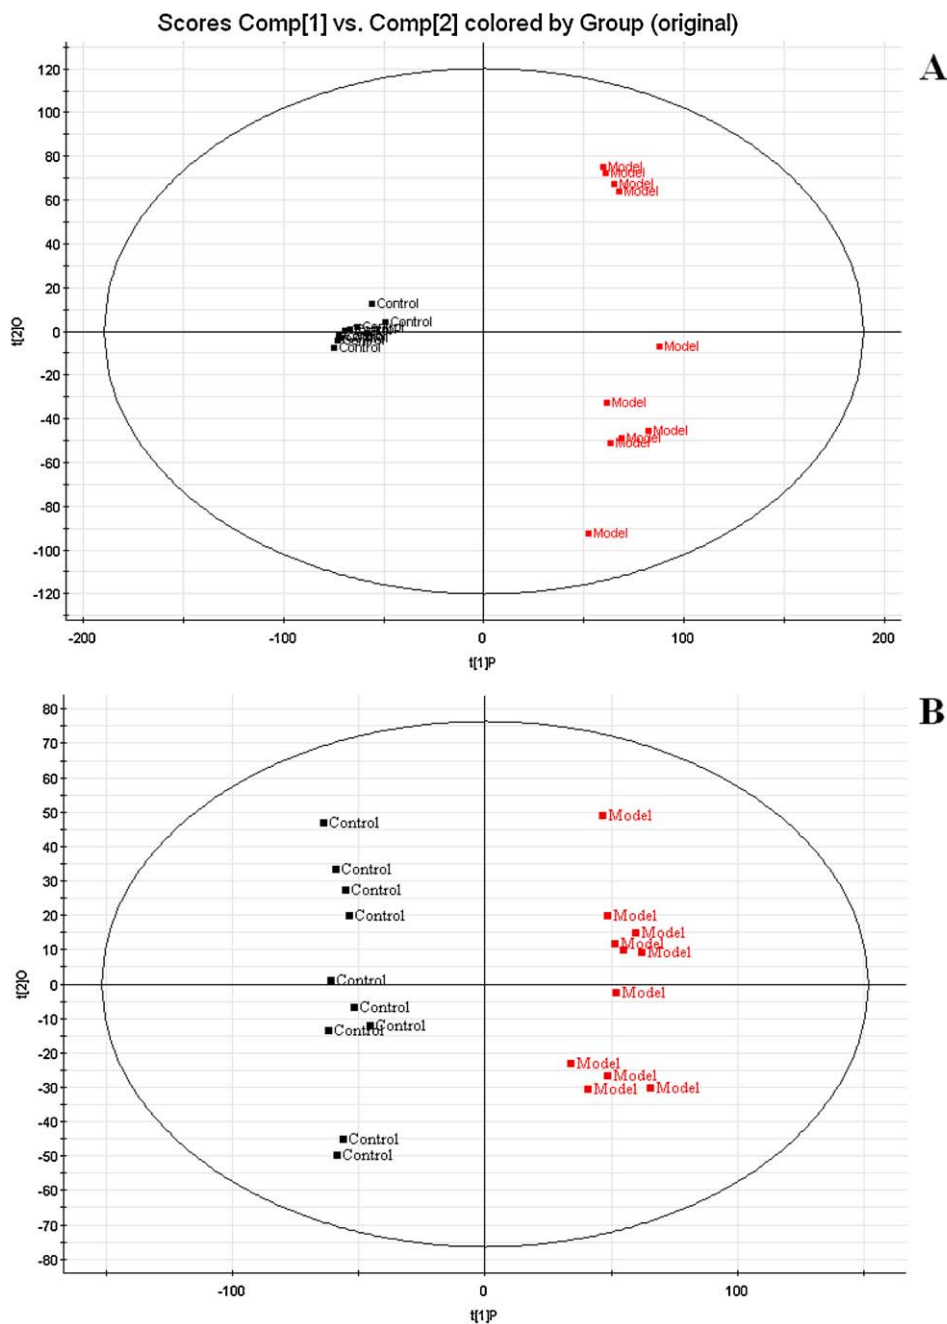 Scores Comp[1] vs. Comp[2] colored by Group (original)
A
120
100
80
60
40
20
0
-20
-40
-60
-80
-100
-120
t[2]O
Model
Model
Model
Model
Control
Control
Control
Control
Control
Model
Model
Model
Model
Model
Model
-200
-100
0
100
200
t[1]P
B
80
70
60
50
40
30
20
10
0
-10
-20
-30
-40
-50
-60
-70
-80
t[2]O
Control
Model
Control
Control
Control
Model
Model
Model
Model
Control
Model
Control
Control
Control
Model
Model
Model
Model
Control
Control
-100
0
100
t[1]P